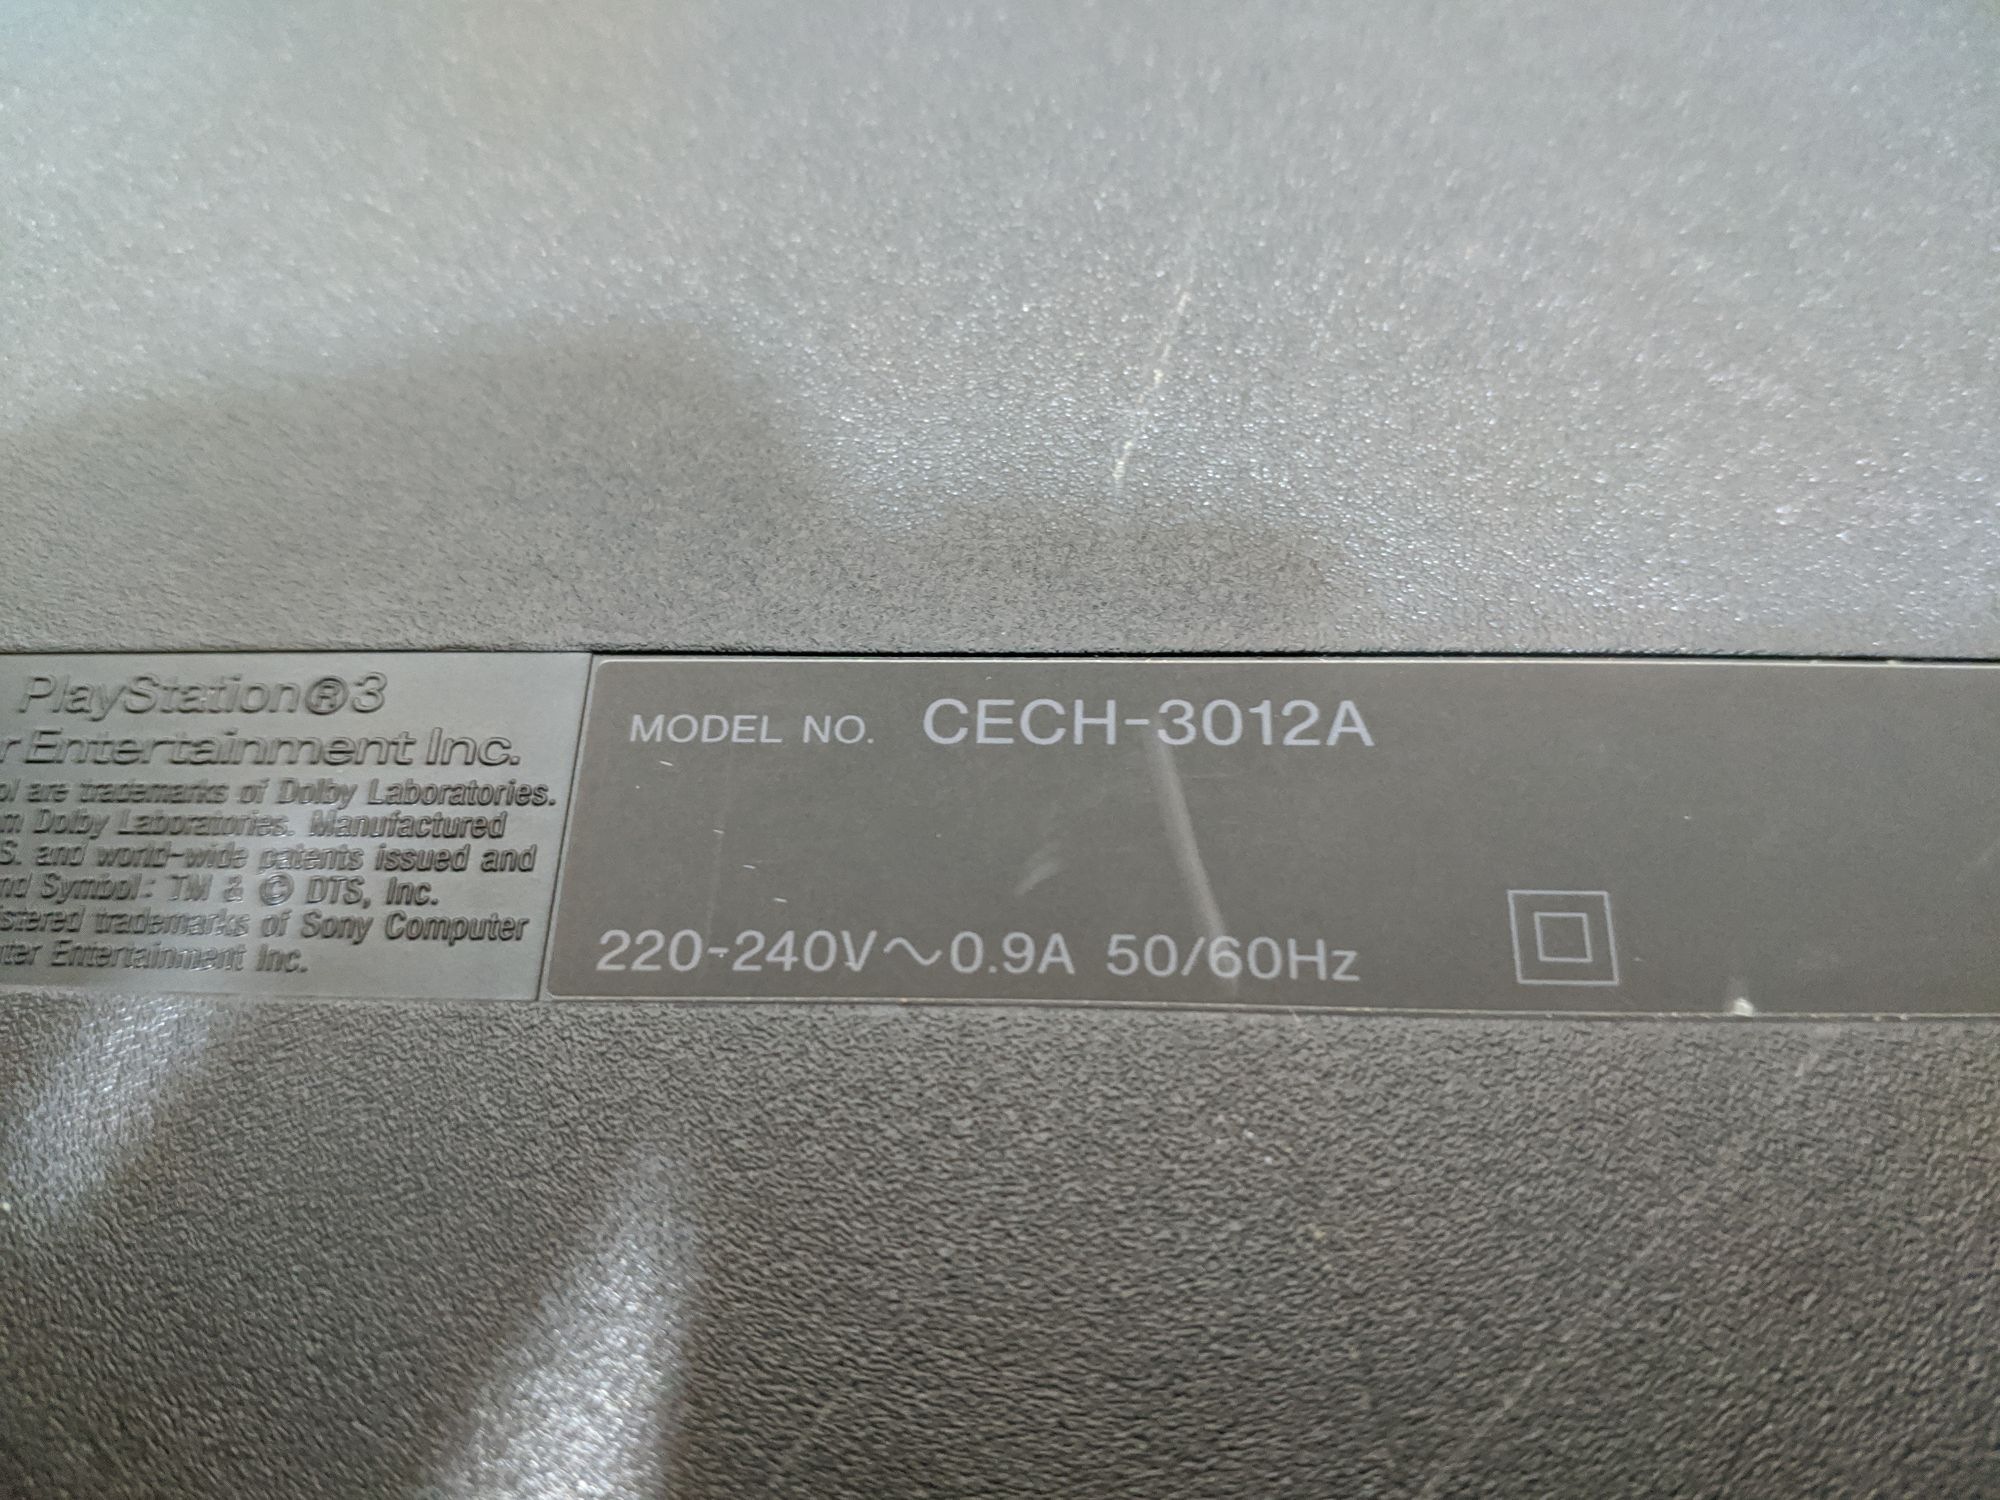 PlayStation®3
Entertainment Inc.
are trademarks of Dolby Laboratories.
Dolby Laboratories. Manufactured
S. and world-wide patents issued and
Symbol: TM & © DTS, Inc.
trademarks of Sony Computer
Entertainment Inc.
MODEL NO. CECH-3012A
220-240V～0.9A 50/60Hz